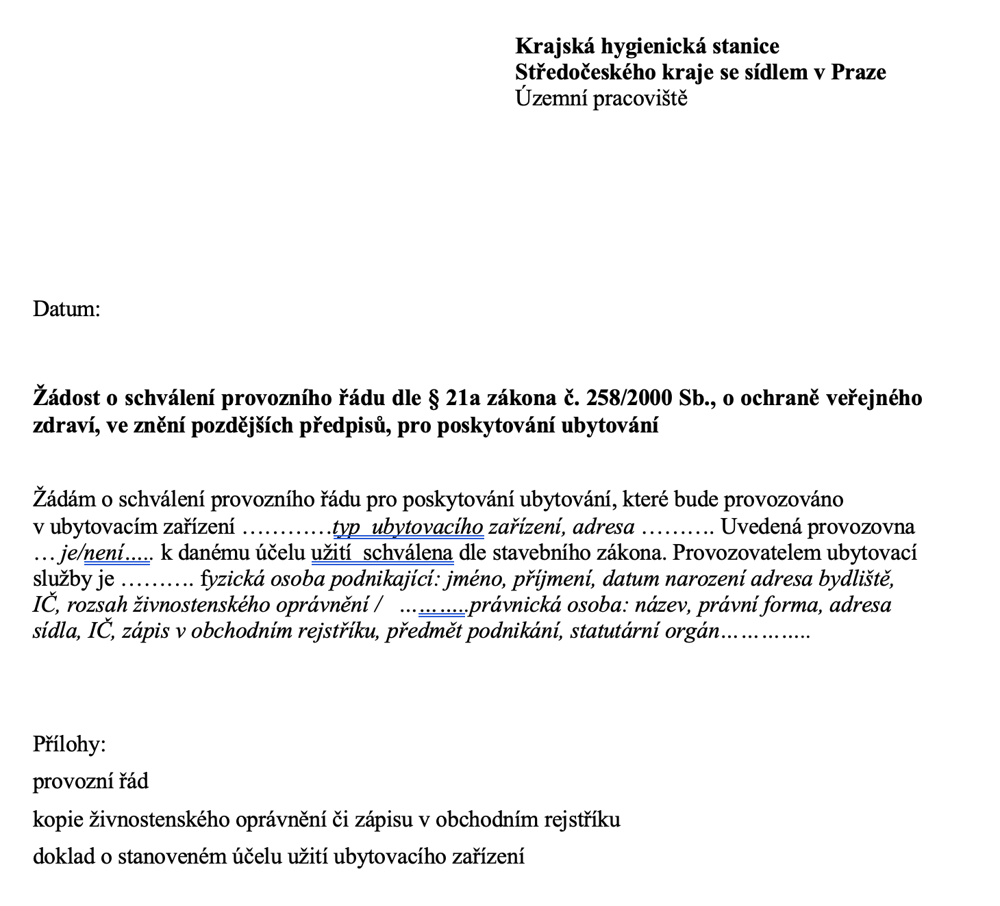 Krajská hygienická stanice
Středočeského kraje se sídlem v Praze
Územní pracoviště
Datum:
Žádost o schválení provozního řádu dle § 21a zákona č. 258/2000 Sb., o ochraně veřejného
zdraví, ve znění pozdějších předpisů, pro poskytování ubytování
Žádám o schválení provozního řádu pro poskytování ubytování, které bude provozováno
v ubytovacím zařízení …………typ  ubytovacího zařízení, adresa ………. Uvedená provozovna
…je/není….. k danému účelu užití  schválena dle stavebního zákona. Provozovatelem ubytovací
služby je ………. fyzická osoba podnikající: jméno, příjmení, datum narození adresa bydliště,
IČ, rozsah živnostenského oprávnění /   ………..právnická osoba: název, právní forma, adresa
sídla, IČ, zápis v obchodním rejstříku, předmět podnikání, statutární orgán…………..
Přílohy:
provozní řád
kopie živnostenského oprávnění či zápisu v obchodním rejstříku
doklad o stanoveném účelu užití ubytovacího zařízení